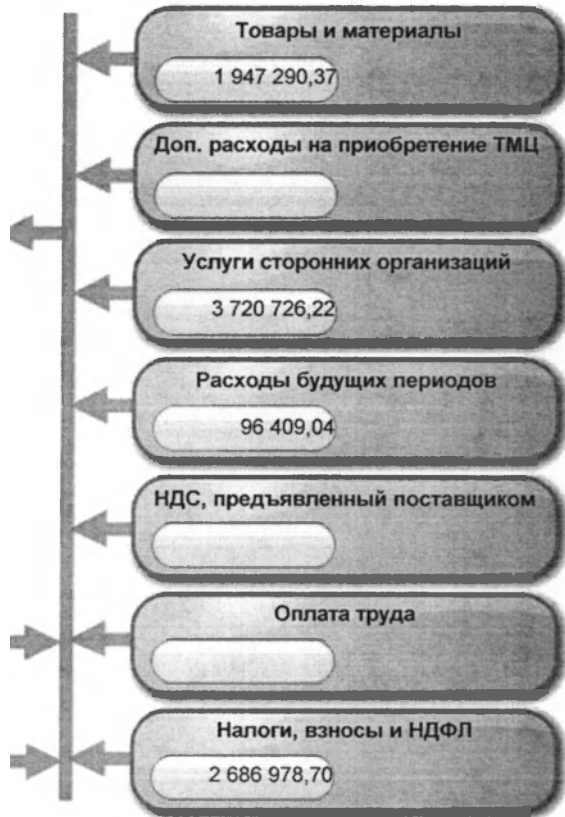 Товары и материалы
1 947 290,37
Доп. расходы на приобретение ТМЦ
Услуги сторонних организаций
3 720 726,22
Расходы будущих периодов
96 409,04
НДС, предъявленный поставщиком
Оплата труда
Налоги, взносы и НДФЛ
2 686 978,70